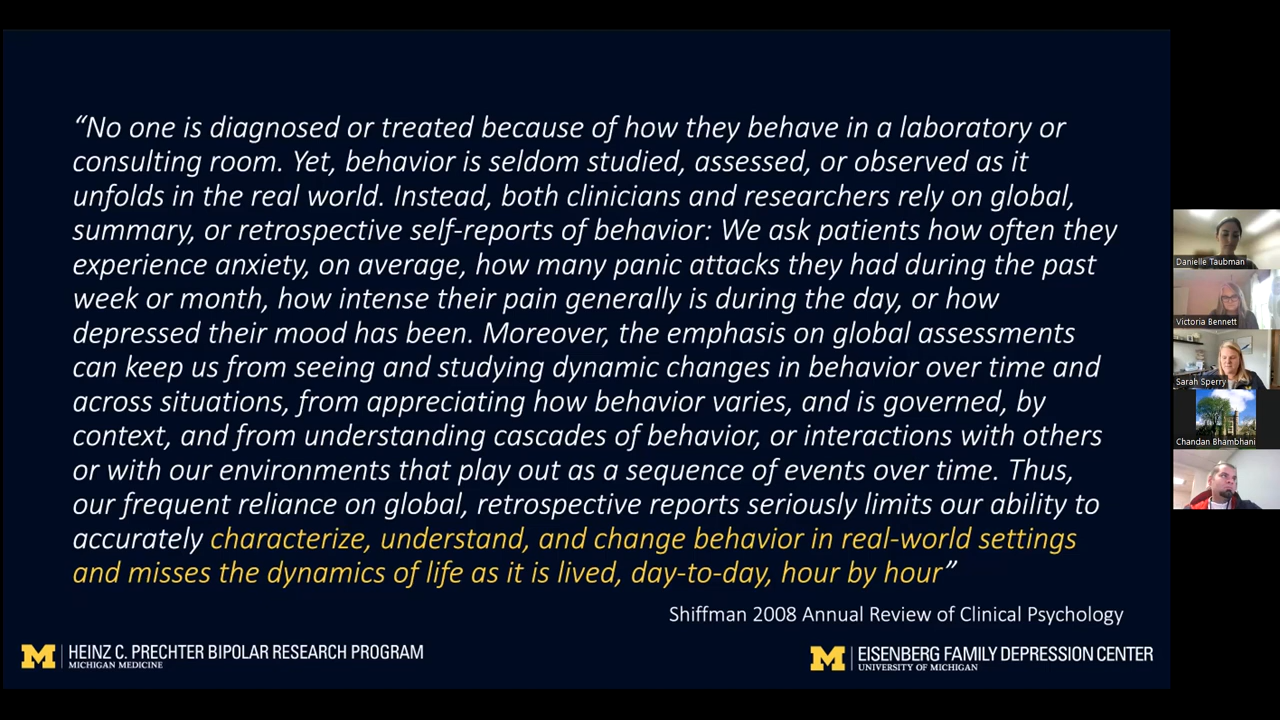 “No one is diagnosed or treated because of how they behave in a laboratory or
consulting room. Yet, behavior is seldom studied, assessed, or observed as it
unfolds in the real world. Instead, both clinicians and researchers rely on global,
summary, or retrospective self-reports of behavior: We ask patients how often they
experience anxiety, on average, how many panic attacks they had during the past
week or month, how intense their pain generally is during the day, or how
depressed their mood has been. Moreover, the emphasis on global assessments
can keep us from seeing and studying dynamic changes in behavior over time and
across situations, from appreciating how behavior varies, and is governed, by
context, and from understanding cascades of behavior, or interactions with others
or with our environments that play out as a sequence of events over time. Thus,
our frequent reliance on global, retrospective reports seriously limits our ability to
accurately characterize, understand, and change behavior in real-world settings
and misses the dynamics of life as it is lived, day-to-day, hour by hour”
Shiffman 2008 Annual Review of Clinical Psychology
M HEINZ C. PRECHTER BIPOLAR RESEARCH PROGRAM
MICHIGAN MEDICINE
M EISENBERG FAMILY DEPRESSION CENTER
UNIVERSITY OF MICHIGAN
Danielle Taubman
Victoria Bennett
Sarah Sperry
Chandan Bhambhani